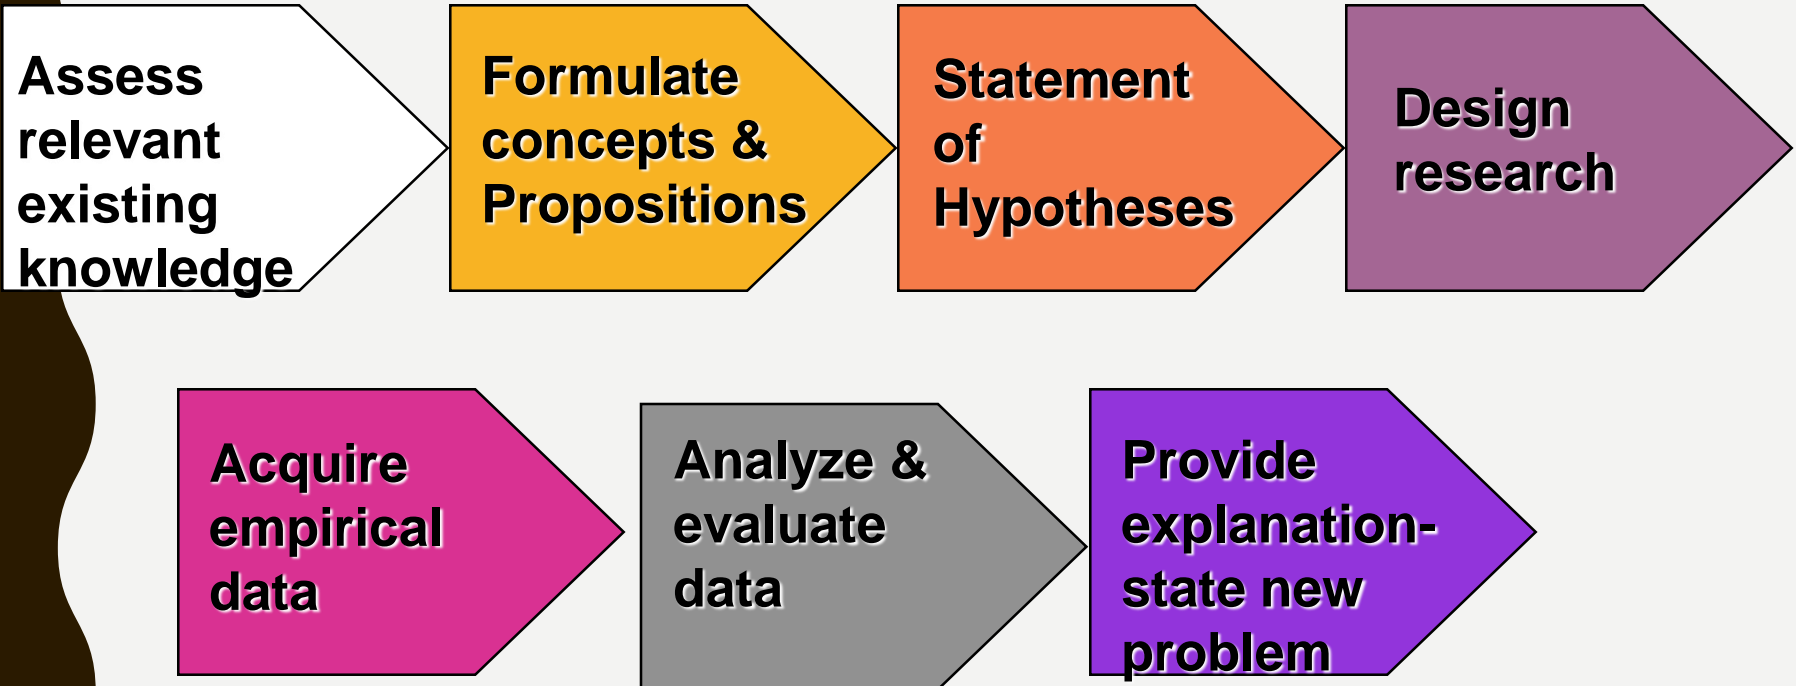 Assess
relevant
existing
knowledge
Formulate
concepts &
Propositions
Statement
of
Hypotheses
Design
research
Acquire
empirical
data
Analyze &
evaluate
data
Provide
explanation-
state new
problem